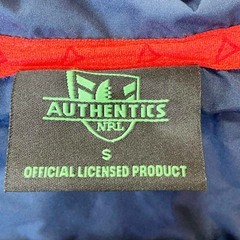 AUTHENTICS
NRL
S
OFFICIAL LICENSED PRODUCT